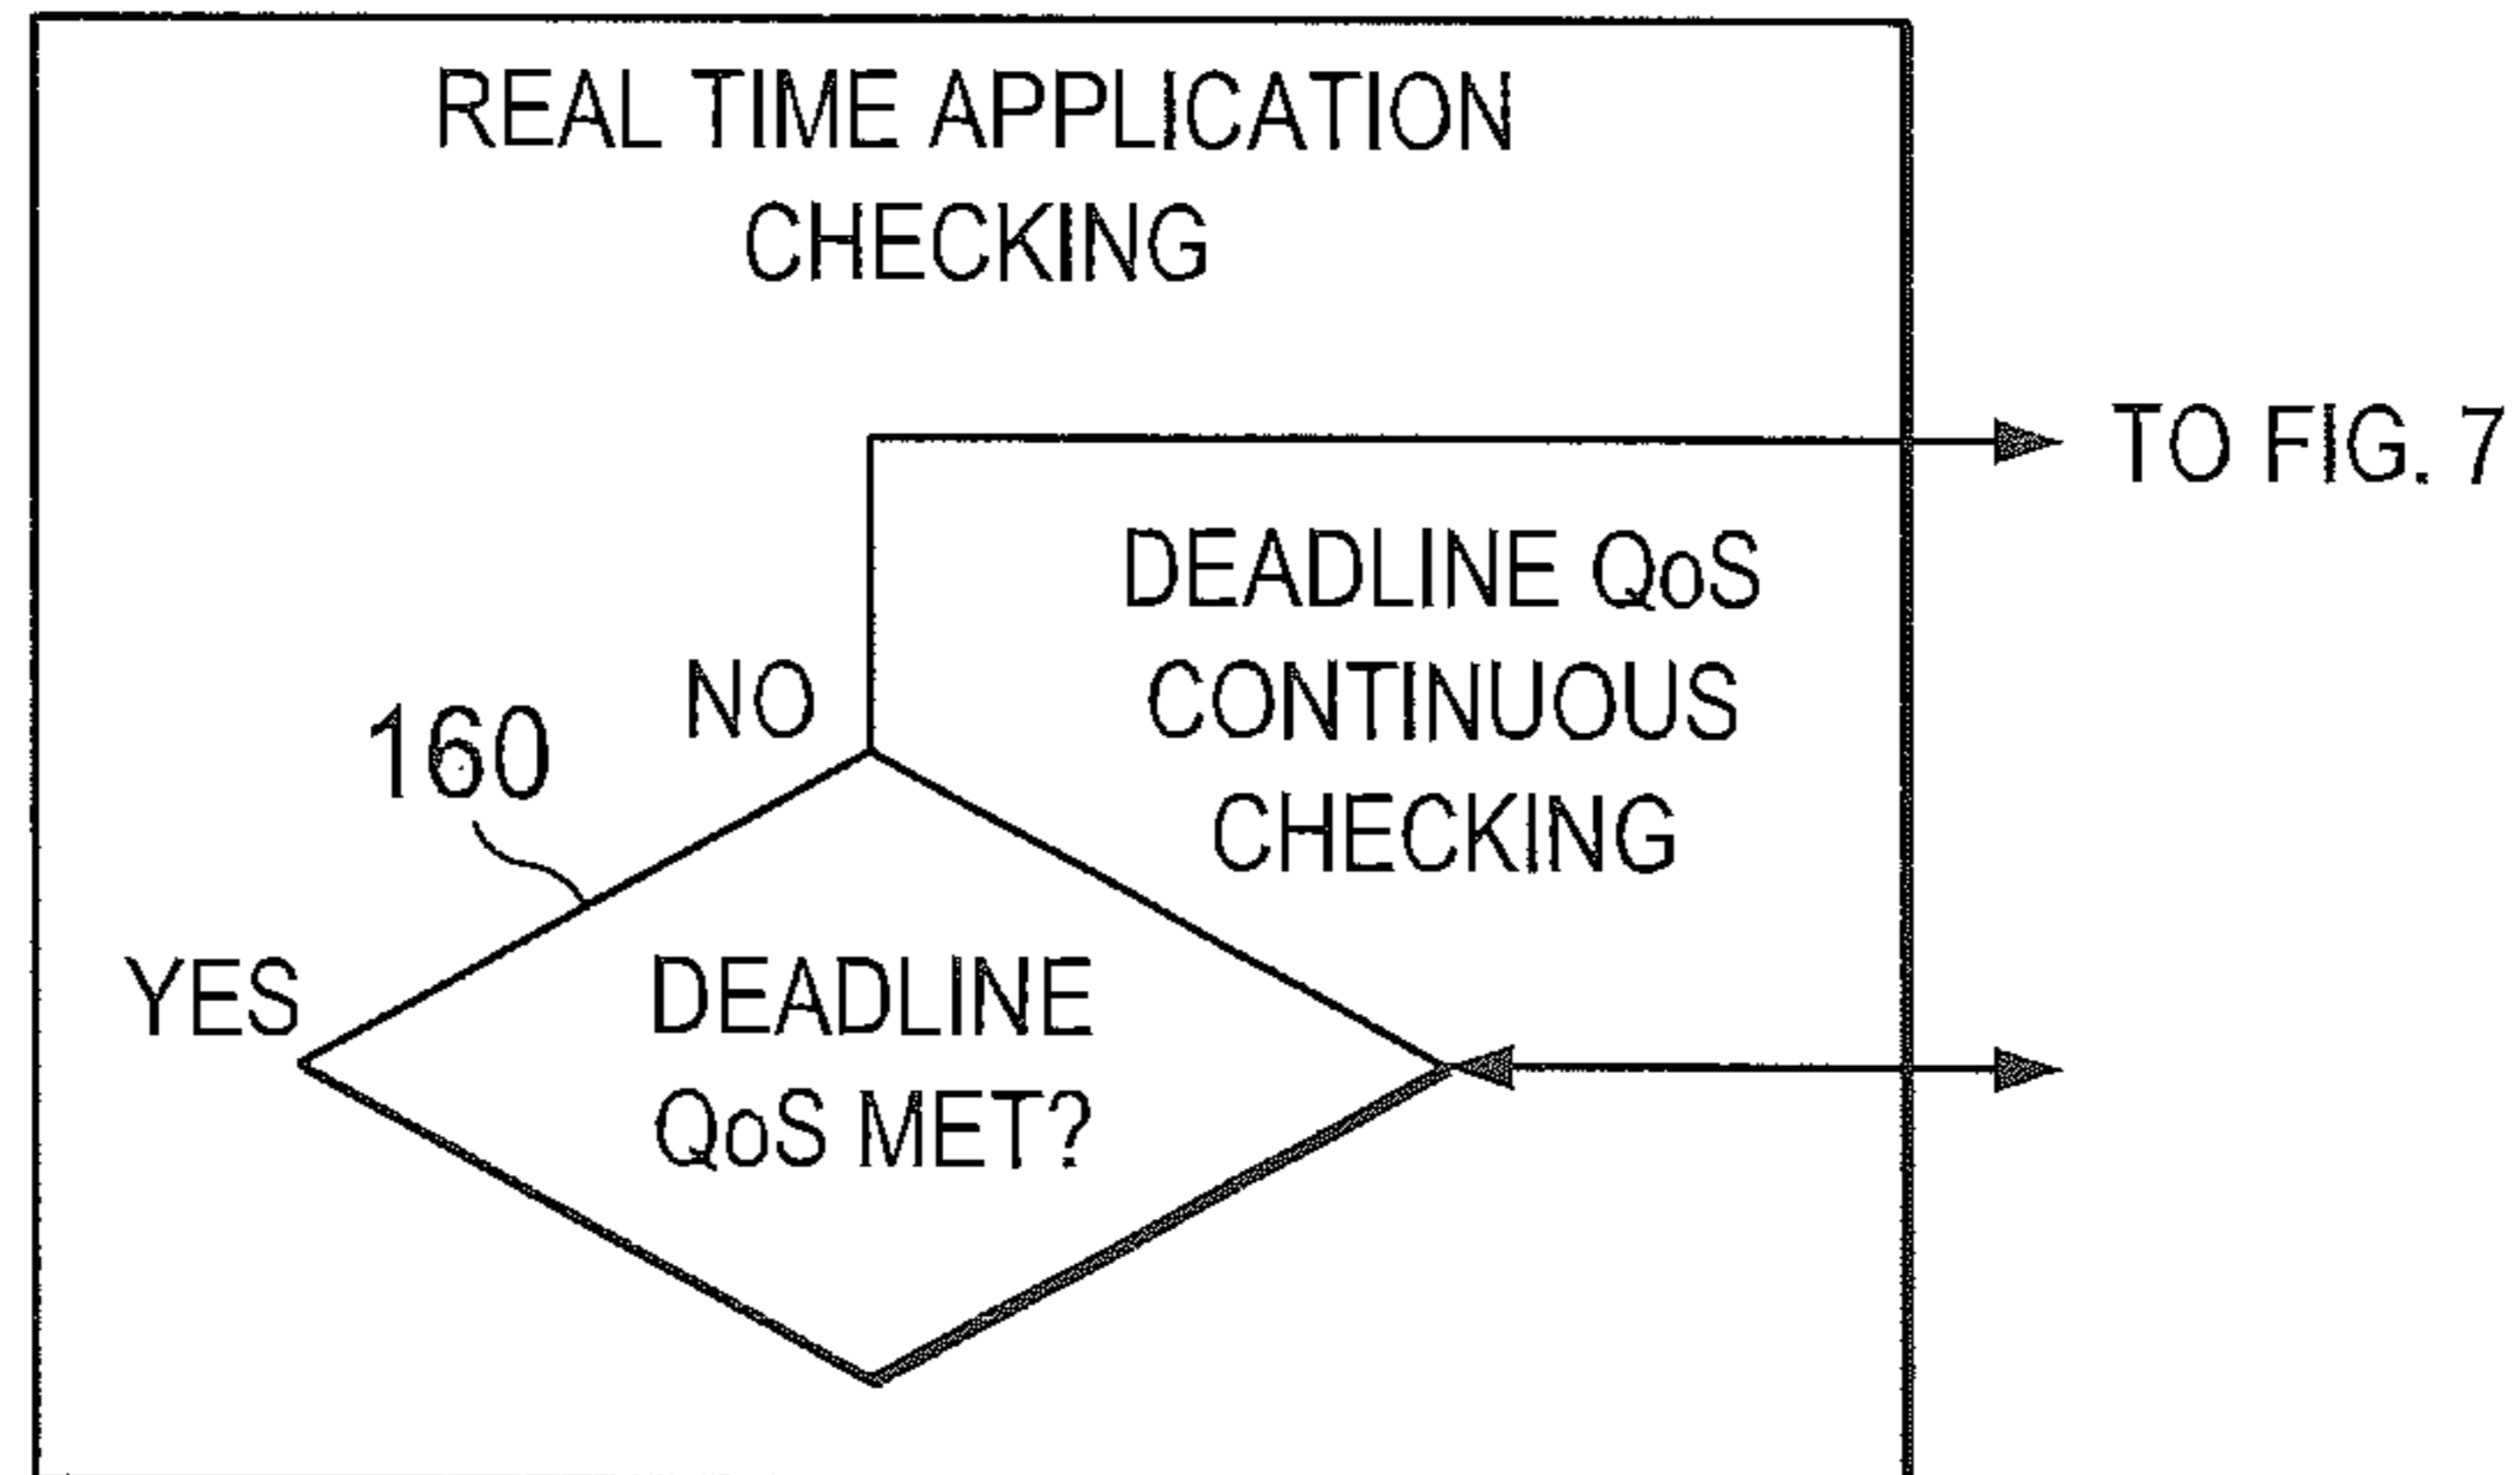 REAL TIME APPLICATION
CHECKING
TO FIG. 7
DEADLINE QoS
CONTINUOUS
CHECKING
NO
160
YES
DEADLINE
QoS MET?